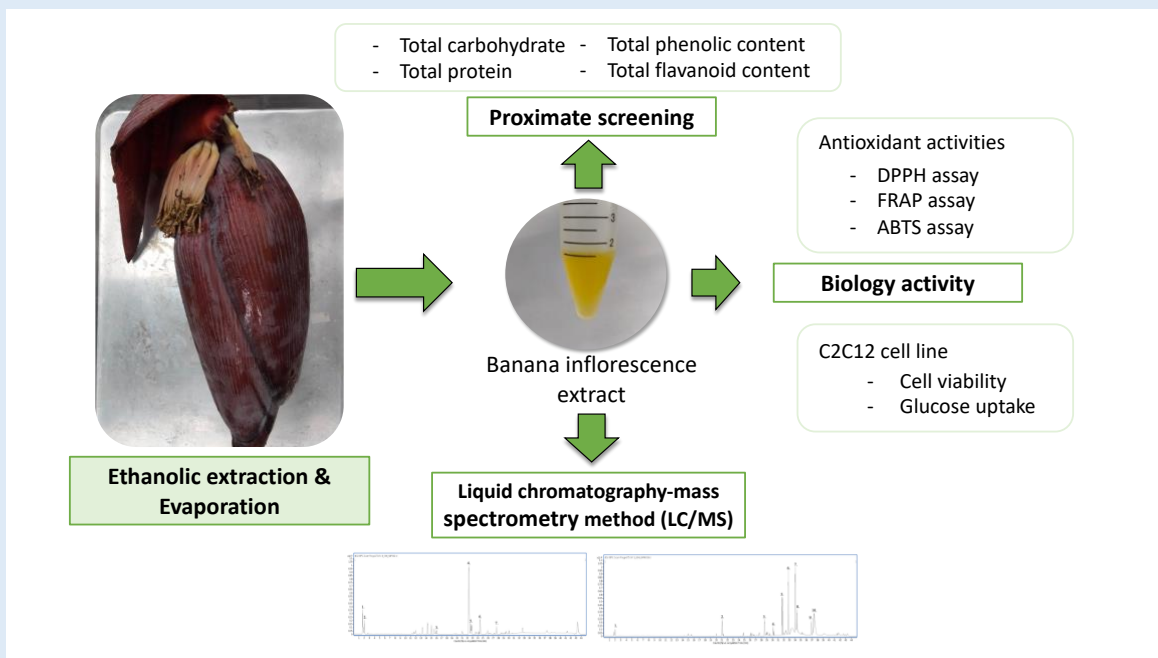 - Total carbohydrate - Total phenolic content
- Total protein - Total flavanoid content
Proximate screening
Antioxidant activities
- DPPH assay
- FRAP assay
- ABTS assay
3
2
Biology activity
Banana inflorescence
extract
C2C12 cell line
- Cell viability
- Glucose uptake
Ethanolic extraction &
Evaporation
Liquid chromatography-mass
spectrometry method (LC/MS)